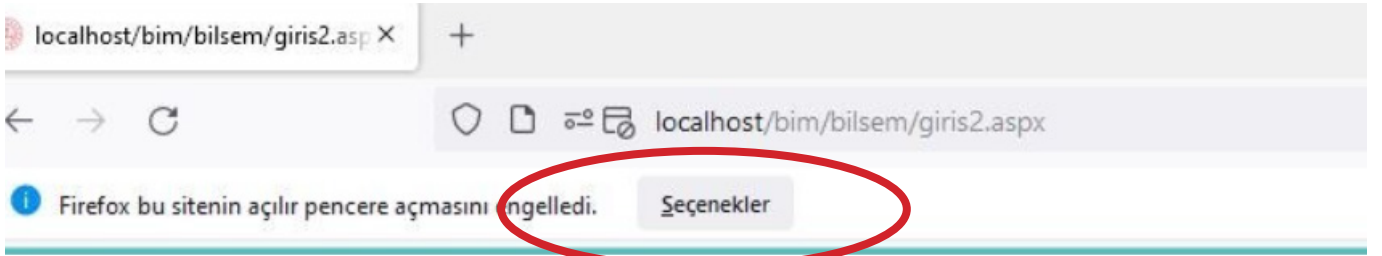 localhost/bim/bilsem/giris2.asp
localhost/bim/bilsem/giris2.aspx
Firefox bu sitenin açılır pencere açmasını engelledi. Seçenekler